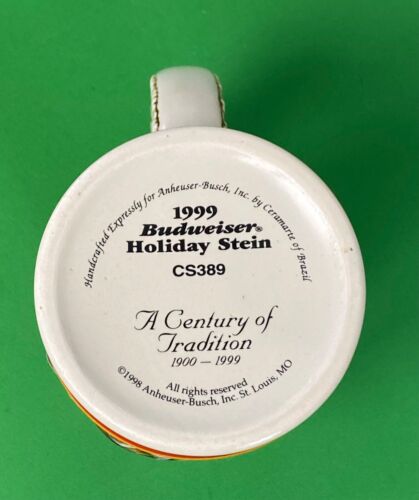 Handcrafted Expressly for Anheuser-Busch, Inc. by Ceramarte of Brazil
1999
Budweiser®
Holiday Stein
CS389
A Century of
Tradition
1900 — 1999
All rights reserved
©1998 Anheuser-Busch, Inc. St. Louis, MO